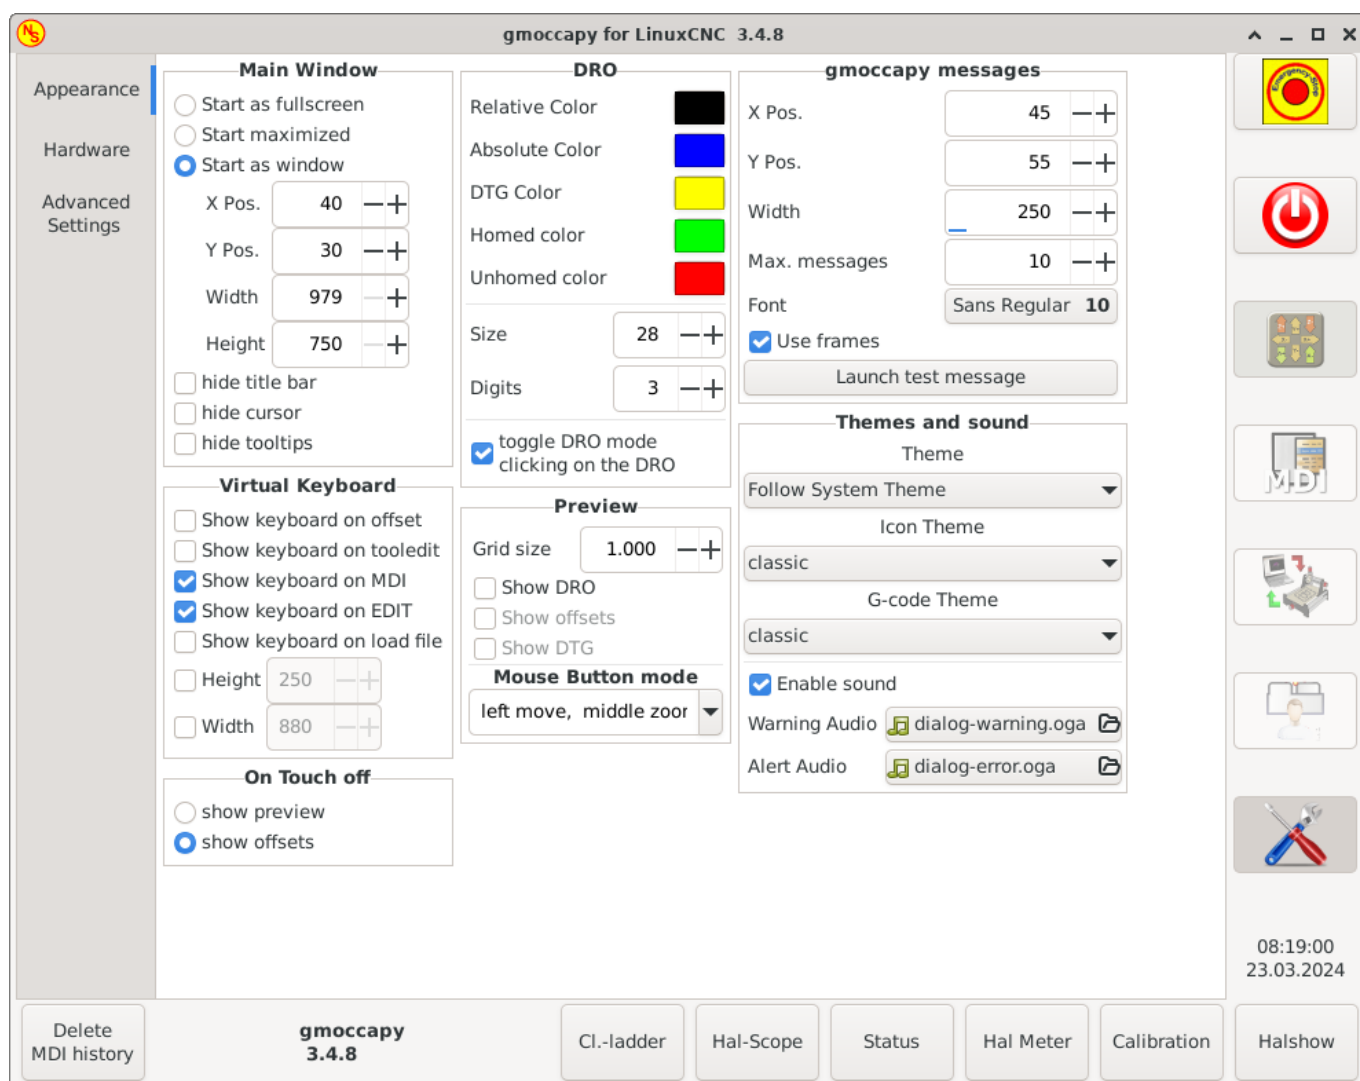 NS
gmoccapy for LinuxCNC 3.4.8
Appearance
Hardware
Advanced
Settings
Main Window
Start as fullscreen
Start maximized
Start as window
X Pos. 40
Y Pos. 30
Width 979
Height 750
hide title bar
hide cursor
hide tooltips
Virtual Keyboard
Show keyboard on offset
Show keyboard on tooledit
Show keyboard on MDI
Show keyboard on EDIT
Show keyboard on load file
Height 250
Width 880
On Touch off
show preview
show offsets
DRO
Relative Color
Absolute Color
DTG Color
Homed color
Unhomed color
Size 28
Digits 3
toggle DRO mode
clicking on the DRO
Preview
Grid size 1.000
Show DRO
Show offsets
Show DTG
Mouse Button mode
left move, middle zoor
gmoccapy messages
X Pos. 45
Y Pos. 55
Width 250
Max. messages 10
Font Sans Regular 10
Use frames
Launch test message
Themes and sound
Theme
Follow System Theme
Icon Theme
classic
G-code Theme
classic
Enable sound
Warning Audio dialog-warning.oga
Alert Audio dialog-error.oga
Emergency-Stop
MDI
08:19:00
23.03.2024
Delete
MDI history
gmoccapy
3.4.8
Cl.-ladder
Hal-Scope
Status
Hal Meter
Calibration
Halshow